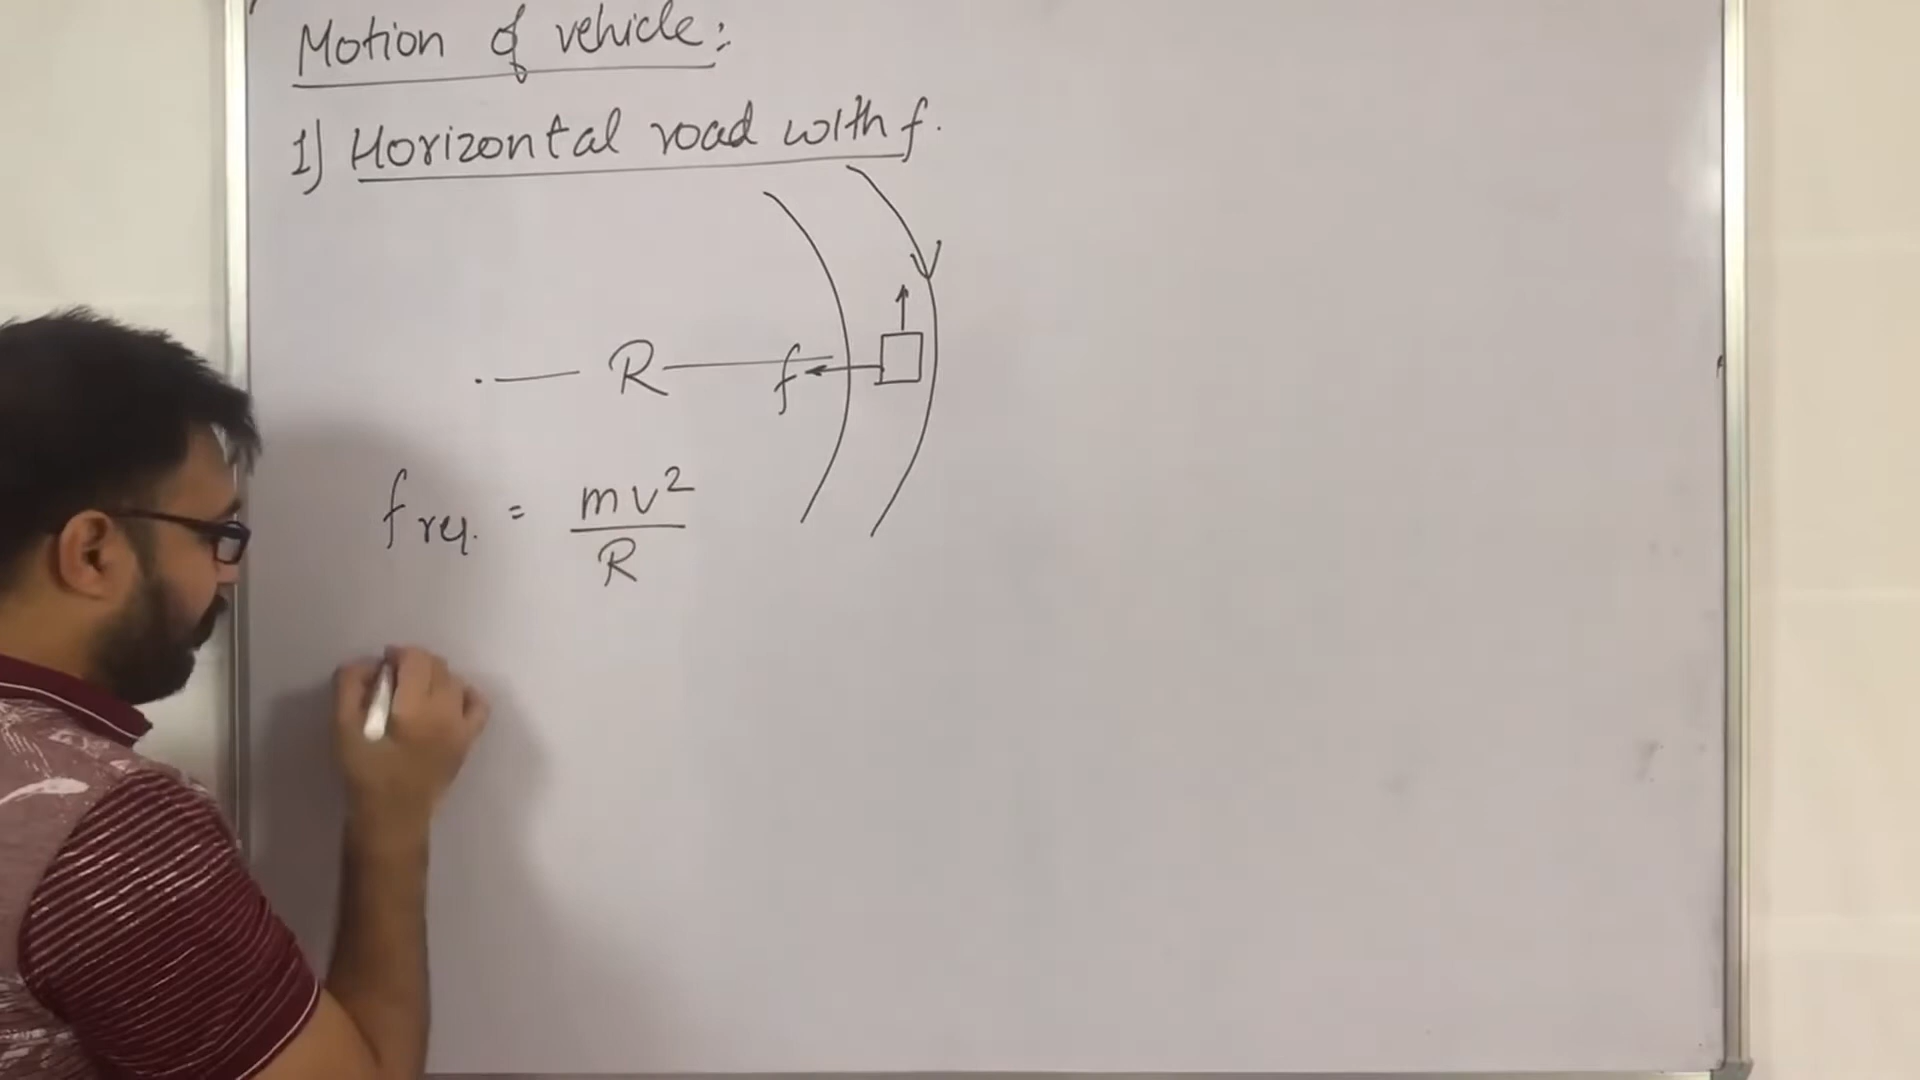 Motion of vehicle:
1) Horizontal road with f.
R
f
f req. = mv²
R